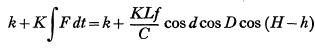 k + K∫F dt = k + KLf/C cos d cos D cos (H − h)